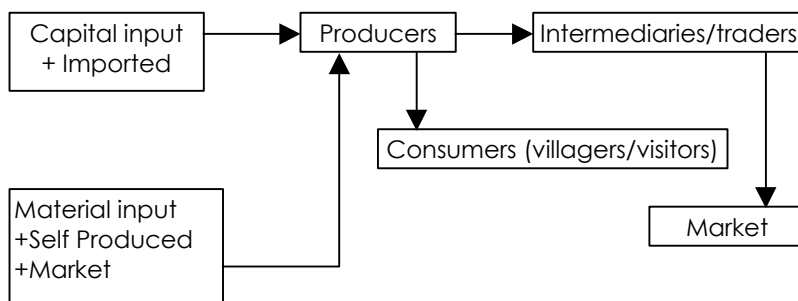 Capital input
+ Imported
Producers
Intermediaries/traders
Consumers (villagers/visitors)
Material input
+Self Produced
+Market
Market